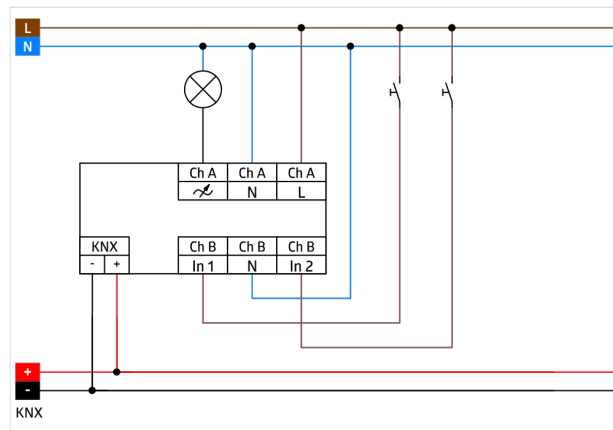 L
N
Ch A Ch A Ch A
N L
KNX Ch B Ch B Ch B
- + In 1 N In 2
+
-
KNX